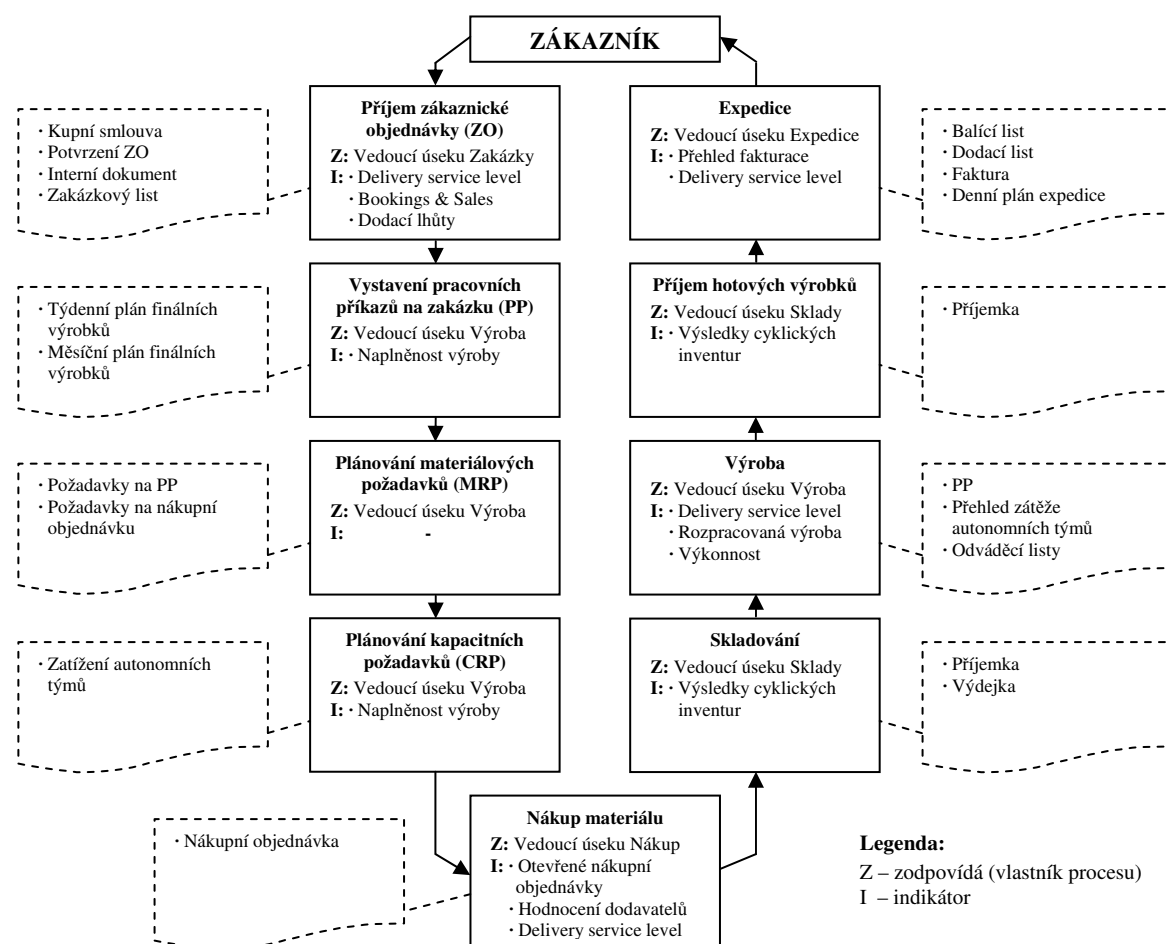 ZÁKAZNÍK
· Kupní smlouva
· Potvrzení ZO
· Interní dokument
· Zakázkový list
Příjem zákaznické
objednávky (ZO)
Z: Vedoucí úseku Zakázky
I: · Delivery service level
· Bookings & Sales
· Dodací lhůty
Expedice
Z: Vedoucí úseku Expedice
I: · Přehled fakturace
· Delivery service level
· Balící list
· Dodací list
· Faktura
· Denní plán expedice
· Týdenní plán finálních
výrobků
· Měsíční plán finálních
výrobků
Vystavení pracovních
příkazů na zakázku (PP)
Z: Vedoucí úseku Výroba
I: · Naplněnost výroby
Příjem hotových výrobků
Z: Vedoucí úseku Sklady
I: · Výsledky cyklických
inventur
· Příjemka
· Požadavky na PP
· Požadavky na nákupní
objednávku
Plánování materiálových
požadavků (MRP)
Z: Vedoucí úseku Výroba
I: -
Výroba
Z: Vedoucí úseku Výroba
I: · Delivery service level
· Rozpracovaná výroba
· Výkonnost
· PP
· Přehled zátěže
autonomních týmů
· Odváděcí listy
· Zatížení autonomních
týmů
Plánování kapacitních
požadavků (CRP)
Z: Vedoucí úseku Výroba
I: · Naplněnost výroby
Skladování
Z: Vedoucí úseku Sklady
I: · Výsledky cyklických
inventur
· Příjemka
· Výdejka
· Nákupní objednávka
Nákup materiálu
Z: Vedoucí úseku Nákup
I: · Otevřené nákupní
objednávky
· Hodnocení dodavatelů
· Delivery service level
Legenda:
Z – zodpovídá (vlastník procesu)
I – indikátor